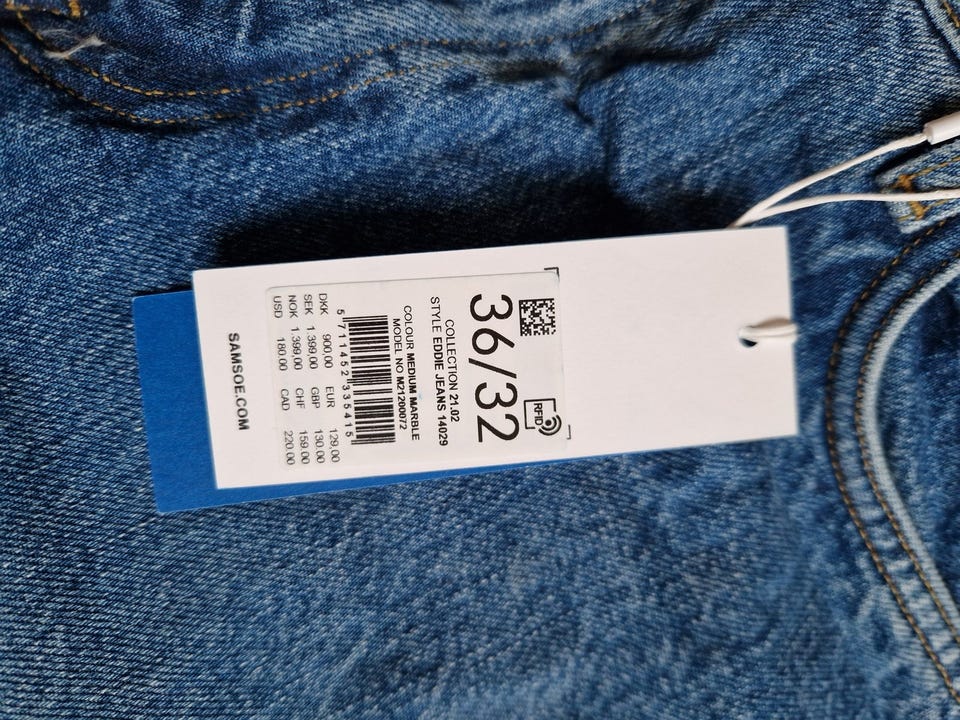 RFID
36/32
COLLECTION 21.02
STYLE EDDIE JEANS 14029
COLOUR MEDIUM MARBLE
MODEL NO M21200072
5 711452 335415
DKK 900,00 EUR 129,00
SEK 1.399,00 GBP 130.00
NOK 1.399,00 CHF 159.00
USD 180.00 CAD 220.00
SAMSOE.COM